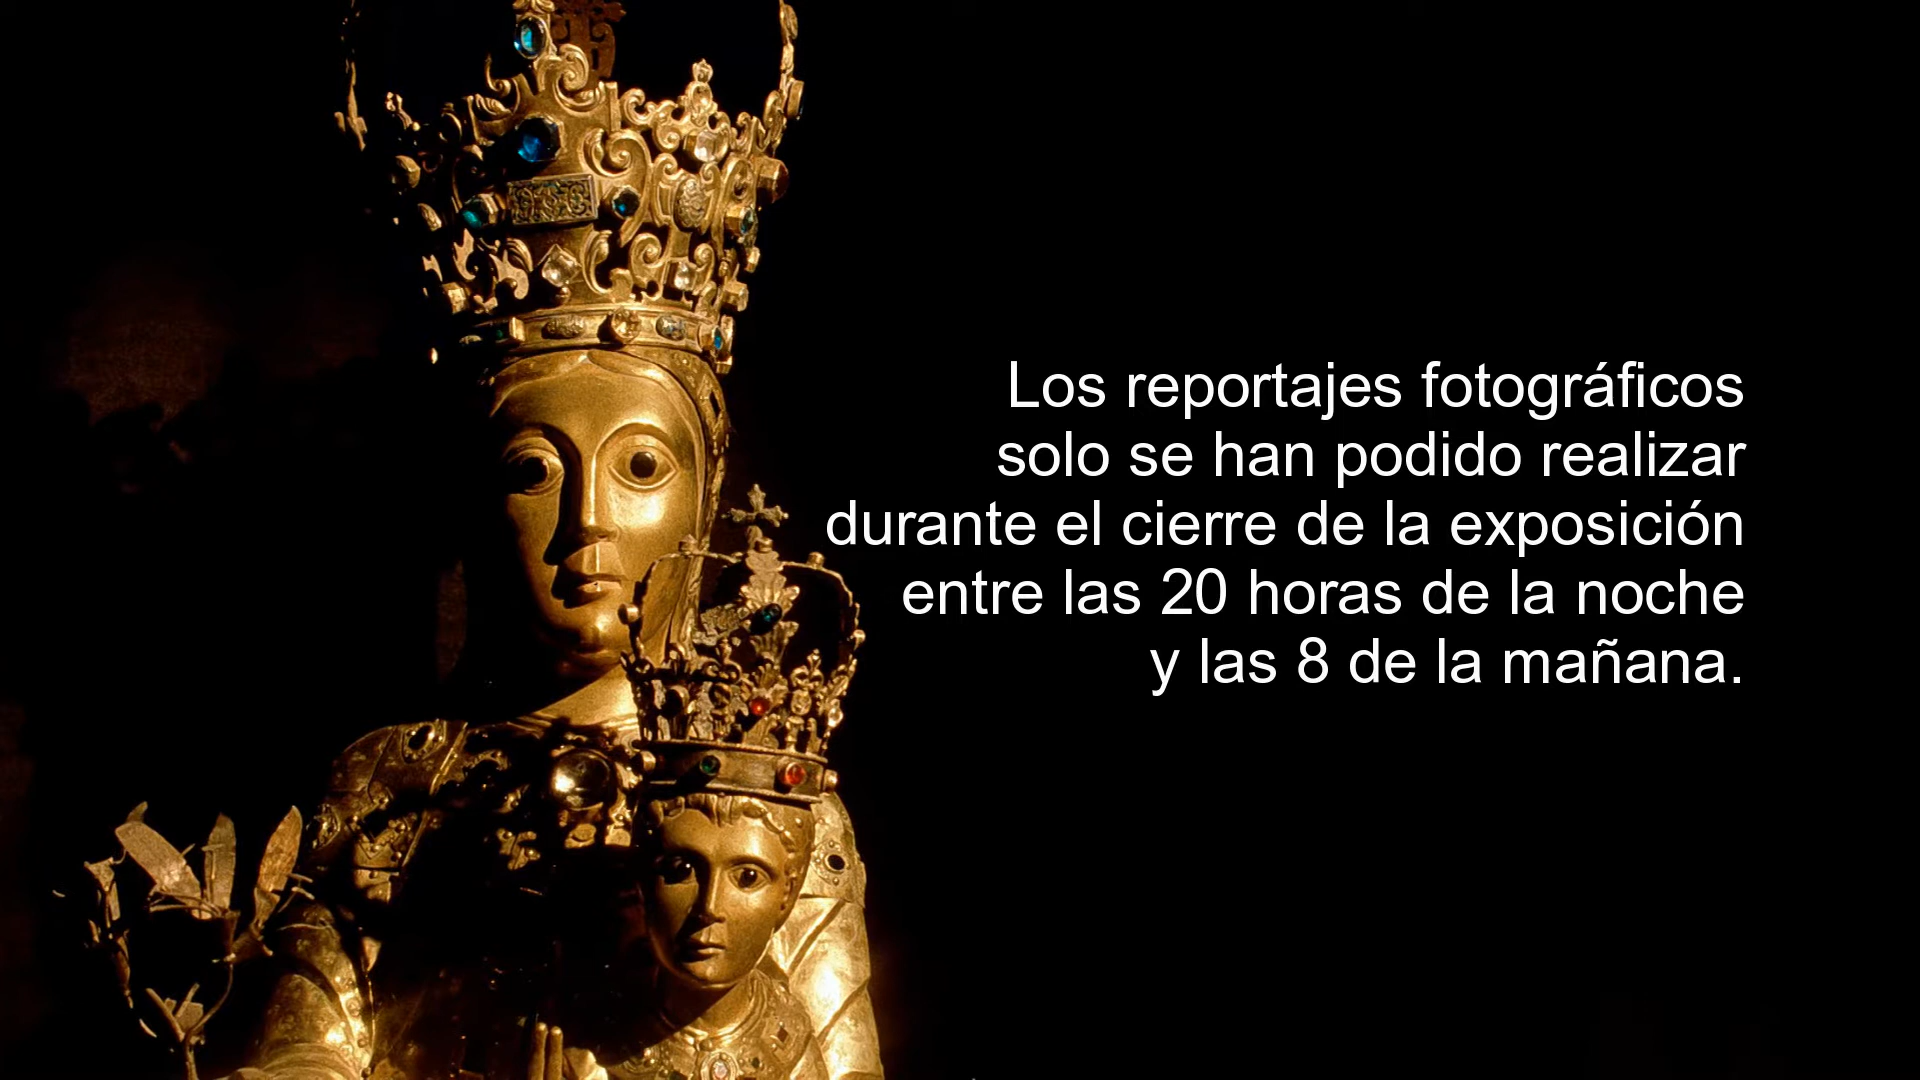 Los reportajes fotográficos
solo se han podido realizar
durante el cierre de la exposición
entre las 20 horas de la noche
y las 8 de la mañana.